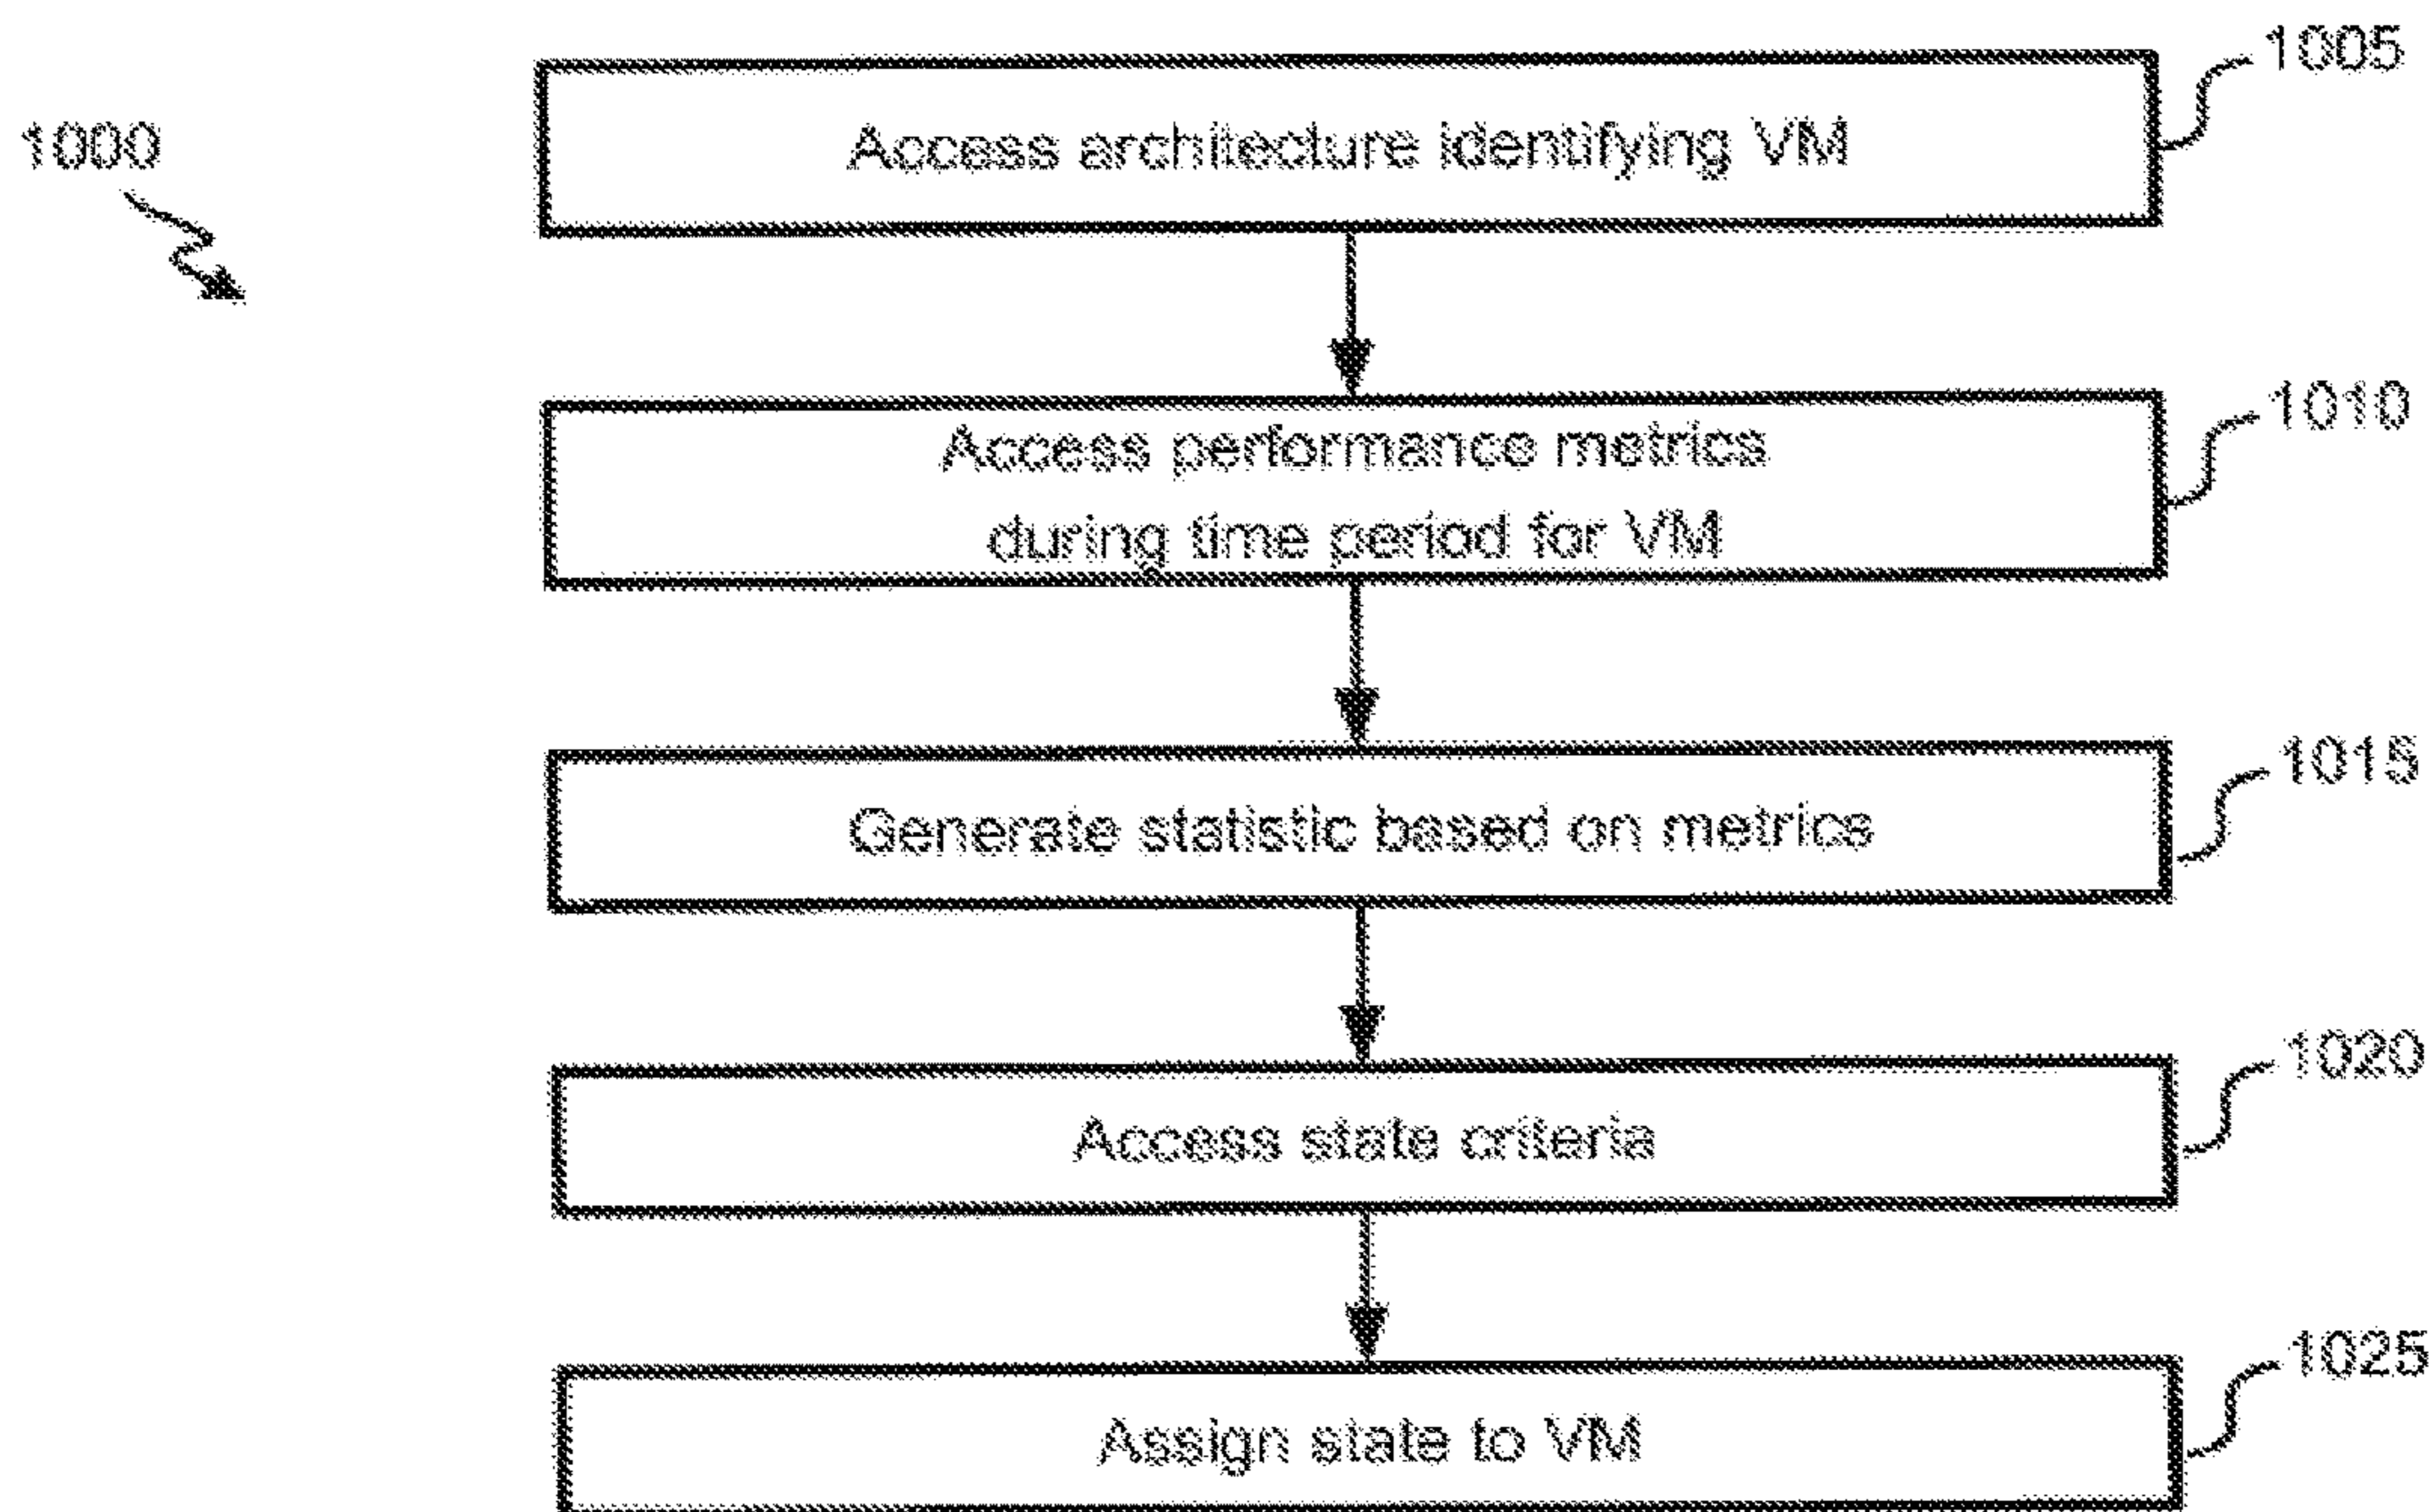 1005
Access architecture identifying VM
1000
1010
Access performance metrics
during time period for VM
1015
Generate statistic based on metrics
1020
Access state criteria
1025
Assign state to VM